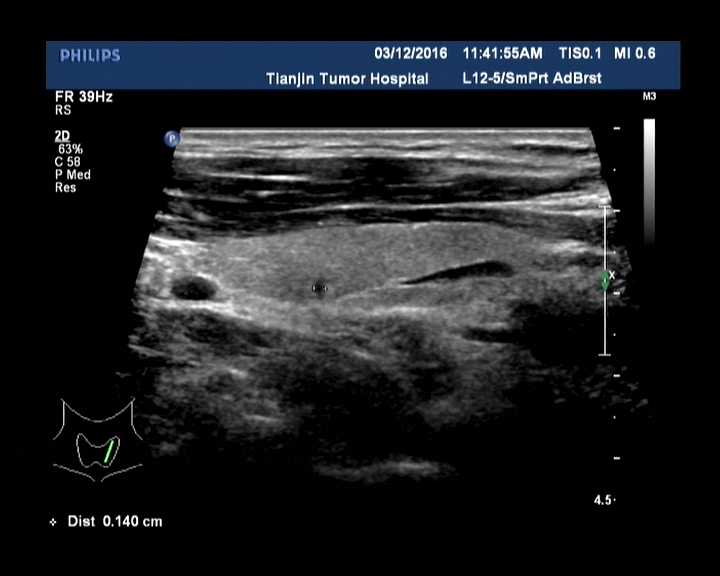 PHILIPS 03/12/2016 11:41:55AM TIS0.1 MI 0.6
Tianjin Tumor Hospital L12-5/SmPrt AdBrst
FR 39Hz
RS
M3
2D
63%
C 58
P Med
Res
P
x
4.5
Dist 0.140 cm